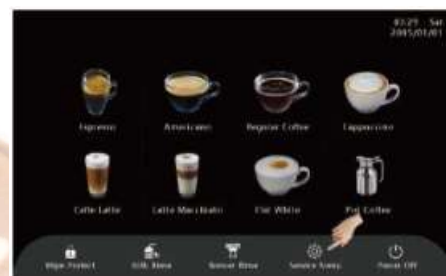 03:29 Sat
2005/01/01
Espresso
Americano
Regular Coffee
Cappuccino
Caffe Latte
Latte Macchiato
Flat White
Pot Coffee
Wipe Protect
Milk Rinse
Brewer Rinse
Service Menu
Power Off